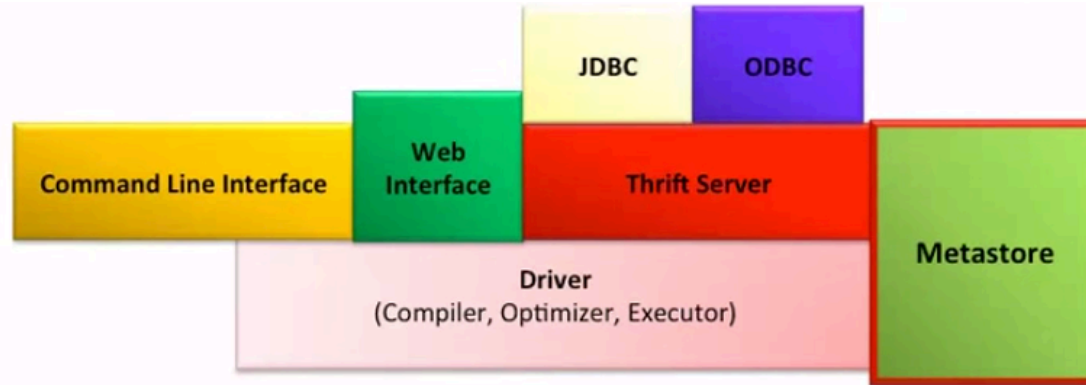 JDBC
ODBC
Command Line Interface
Web
Interface
Thrift Server
Metastore
Driver
(Compiler, Optimizer, Executor)